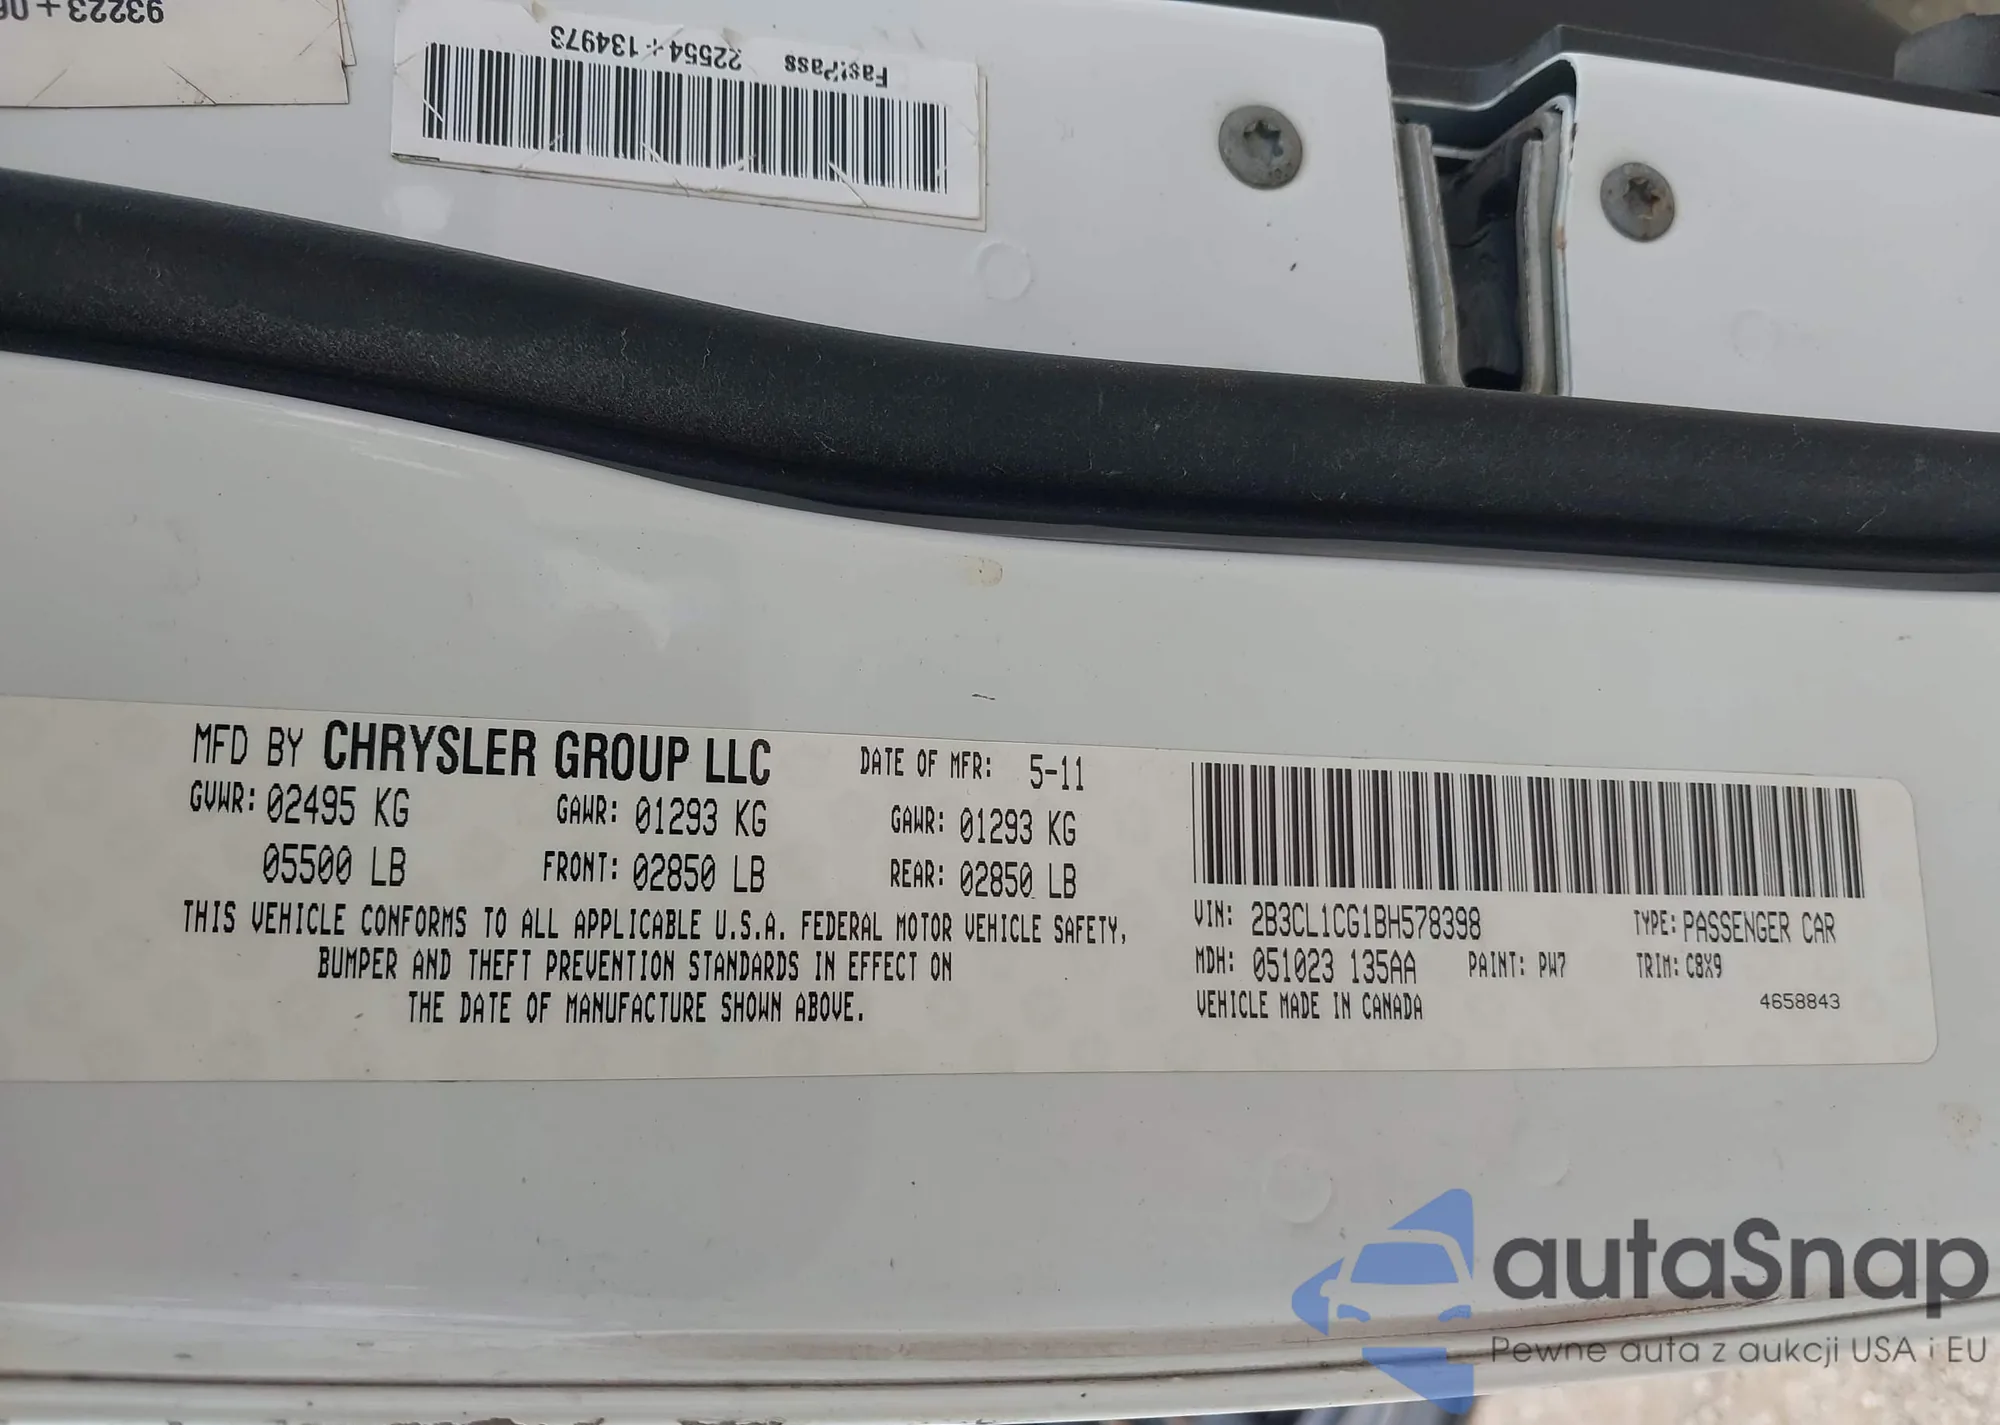 93223 + 06
FastPass 22554 + 134973
MFD BY CHRYSLER GROUP LLC DATE OF MFR: 5-11
GVWR: 02495 KG GAWR: 01293 KG GAWR: 01293 KG
05500 LB FRONT: 02850 LB REAR: 02850 LB
THIS VEHICLE CONFORMS TO ALL APPLICABLE U.S.A. FEDERAL MOTOR VEHICLE SAFETY,
BUMPER AND THEFT PREVENTION STANDARDS IN EFFECT ON
THE DATE OF MANUFACTURE SHOWN ABOVE.
VIN: 2B3CL1CG1BH578398 TYPE: PASSENGER CAR
MDH: 051023 135AA PAINT: PW7 TRIM: C8X9
VEHICLE MADE IN CANADA 4658843
autaSnap
Pewne auta z aukcji USA i EU